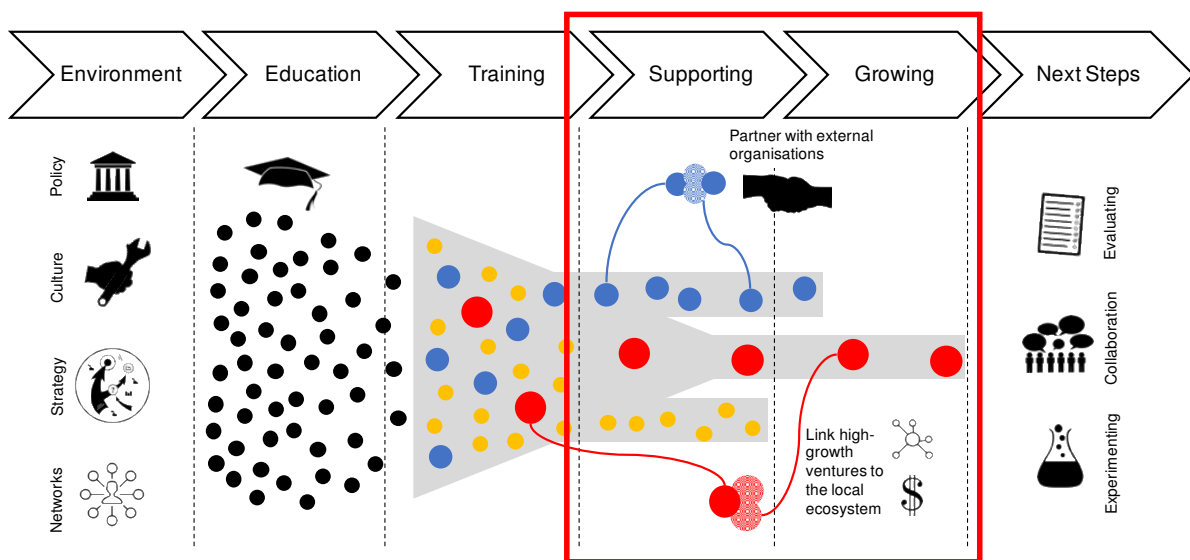 Environment
Education
Training
Supporting
Growing
Next Steps
Policy
Culture
Strategy
Networks
Partner with external
organisations
Link high-
growth
ventures to
the local
ecosystem
$
Evaluating
Collaboration
Experimenting